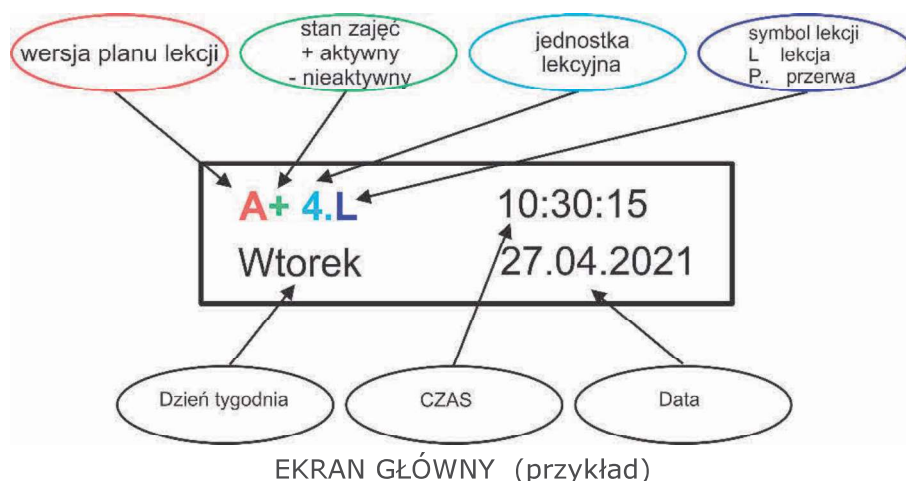 wersja planu lekcji
stan zajęć
+ aktywny
- nieaktywny
jednostka
lekcyjna
symbol lekcji
L lekcja
P.. przerwa
A+ 4.L 10:30:15
Wtorek 27.04.2021
Dzień tygodnia
CZAS
Data
EKRAN GŁÓWNY (przykład)